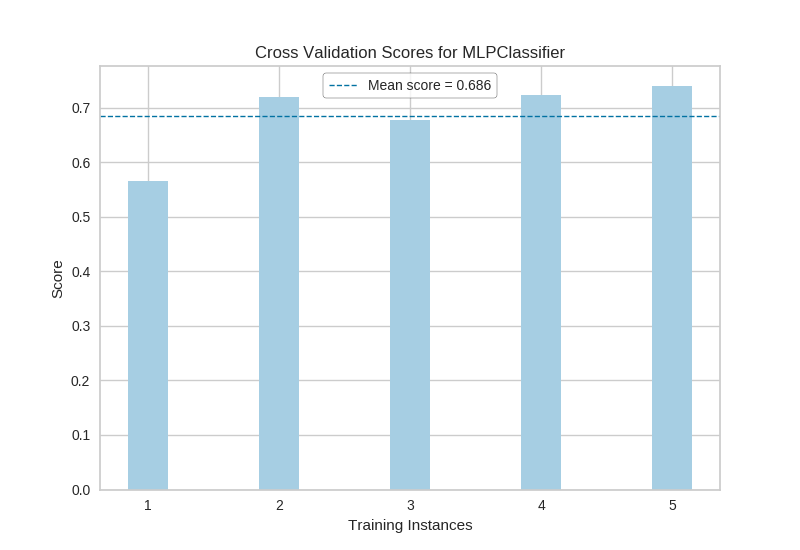 Cross Validation Scores for MLPClassifier
Mean score = 0.686
0.7
0.6
0.5
0.4
0.3
0.2
0.1
0.0
Score
1 2 3 4 5
Training Instances